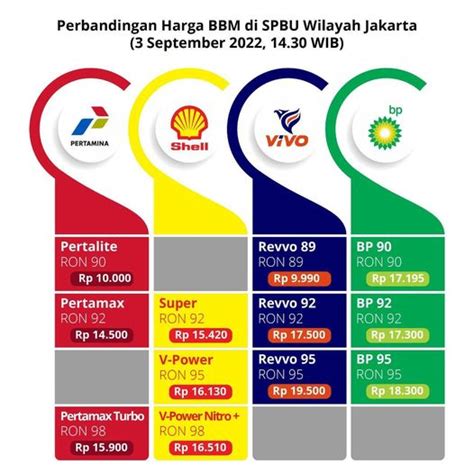 Perbandingan Harga BBM di SPBU Wilayah Jakarta
(3 September 2022, 14.30 WIB)
PERTAMINA
Shell
VIVO
bp
Pertalite
RON 90
Rp 10.000
Revvo 89
RON 89
Rp 9.990
BP 90
RON 90
Rp 17.195
Pertamax
RON 92
Rp 14.500
Super
RON 92
Rp 15.420
Revvo 92
RON 92
Rp 17.500
BP 92
RON 92
Rp 17.300
V-Power
RON 95
Rp 16.130
Revvo 95
RON 95
Rp 19.500
BP 95
RON 95
Rp 18.300
Pertamax Turbo
RON 98
Rp 15.900
V-Power Nitro +
RON 98
Rp 16.510